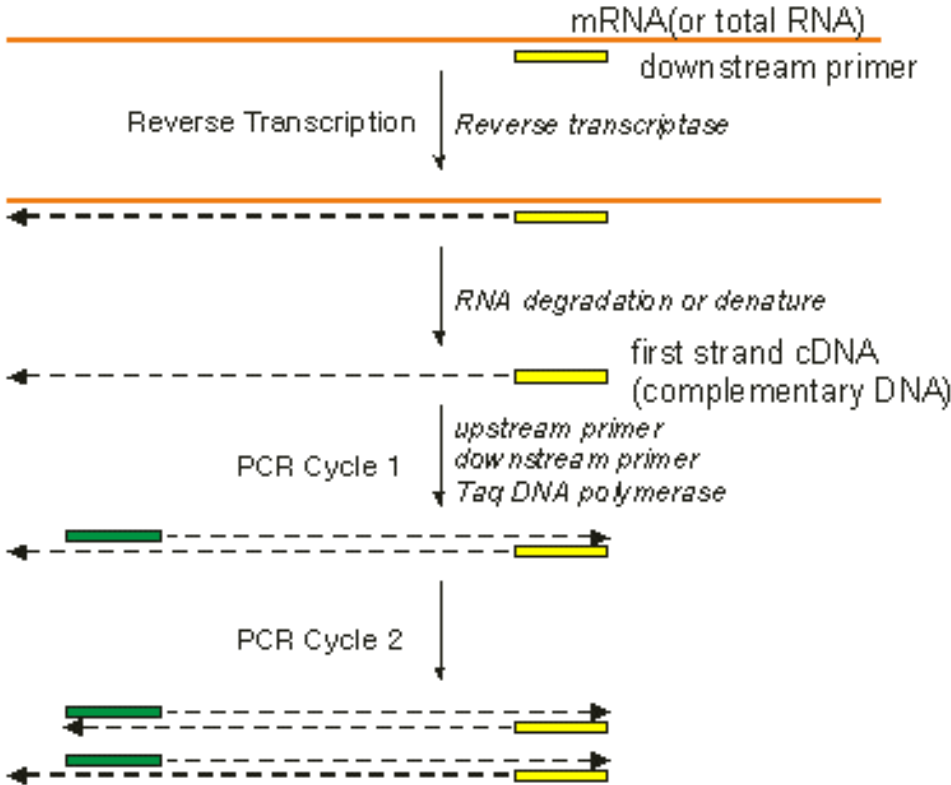 mRNA(or total RNA)
downstream primer
Reverse Transcription
Reverse transcriptase
RNA degradation or denature
first strand cDNA
(complementary DNA)
upstream primer
PCR Cycle 1
downstream primer
Taq DNA polymerase
PCR Cycle 2